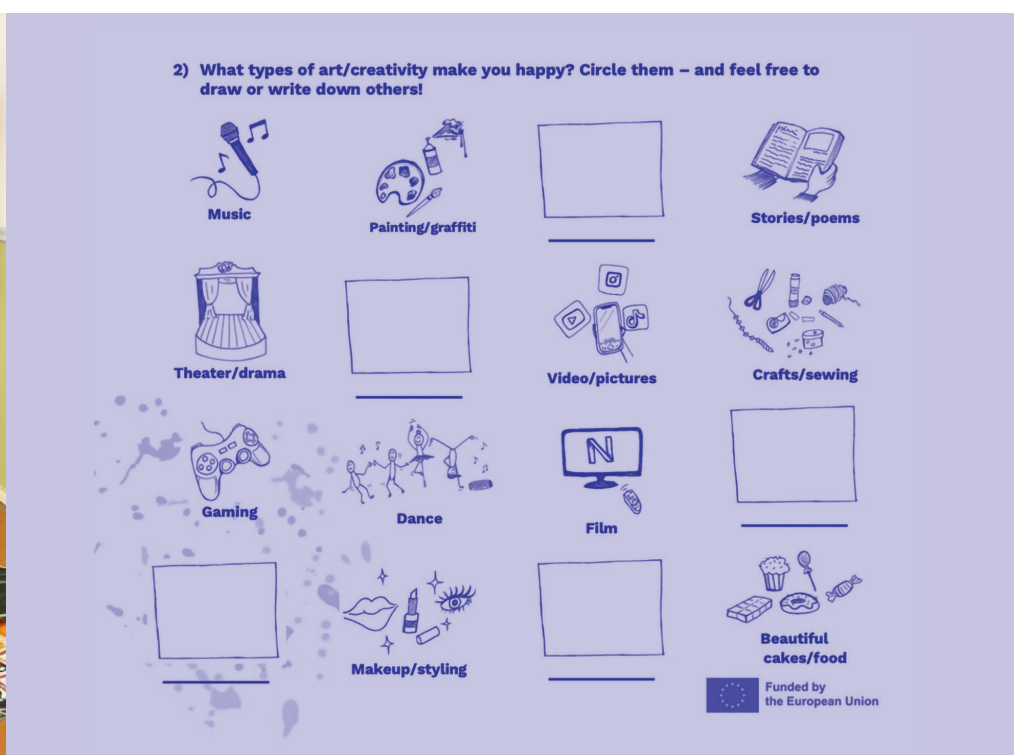 2) What types of art/creativity make you happy? Circle them – and feel free to
draw or write down others!
Music
Painting/graffiti
Stories/poems
Theater/drama
Video/pictures
Crafts/sewing
Gaming
Dance
N
Film
Makeup/styling
Beautiful
cakes/food
Funded by
the European Union